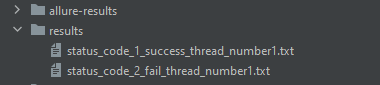 allure-results
results
status_code_1_success_thread_number1.txt
status_code_2_fail_thread_number1.txt